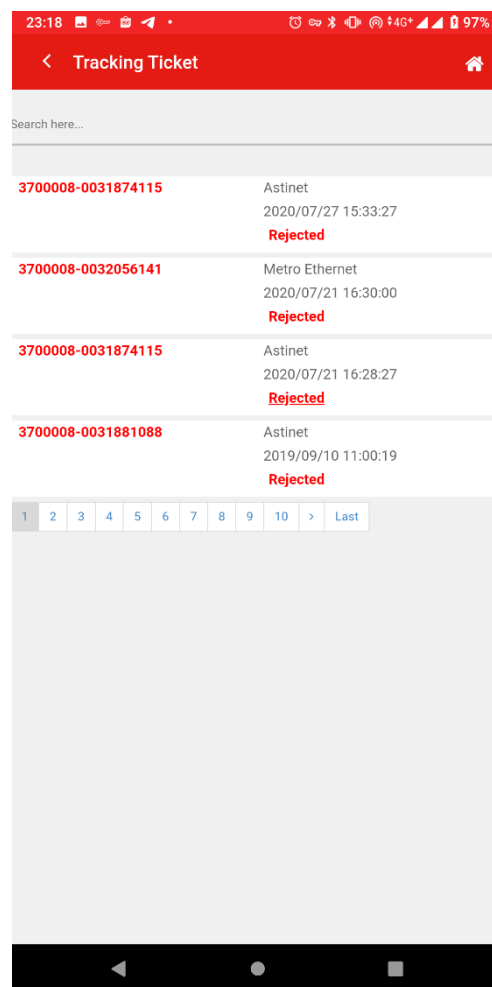 23:18 4G+ 97%
Tracking Ticket
Search here...
3700008-0031874115 Astinet
2020/07/27 15:33:27
Rejected
3700008-0032056141 Metro Ethernet
2020/07/21 16:30:00
Rejected
3700008-0031874115 Astinet
2020/07/21 16:28:27
Rejected
3700008-0031881088 Astinet
2019/09/10 11:00:19
Rejected
1 2 3 4 5 6 7 8 9 10 > Last